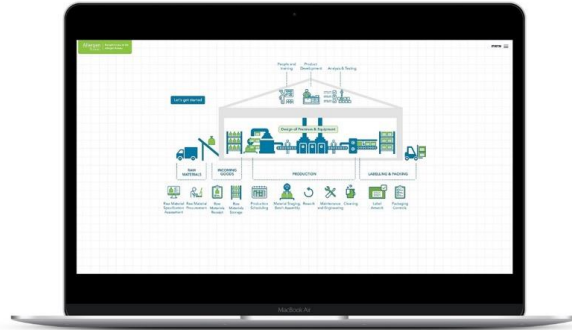 menu
People and
training
Product
Development
Analysis & Testing
Let's get started
Design of Premises & Equipment
RAW
MATERIALS
INCOMING
GOODS
PRODUCTION
LABELLING & PACKING
Raw Material
Specification
Assessment
Raw Material
Procurement
Raw
Materials
Receipt
Raw
Materials
Storage
Production
Scheduling
Material Staging,
Batch Assembly
Rework
Maintenance
and Engineering
Cleaning
Label
Artwork
Packaging
Controls
MacBook Air